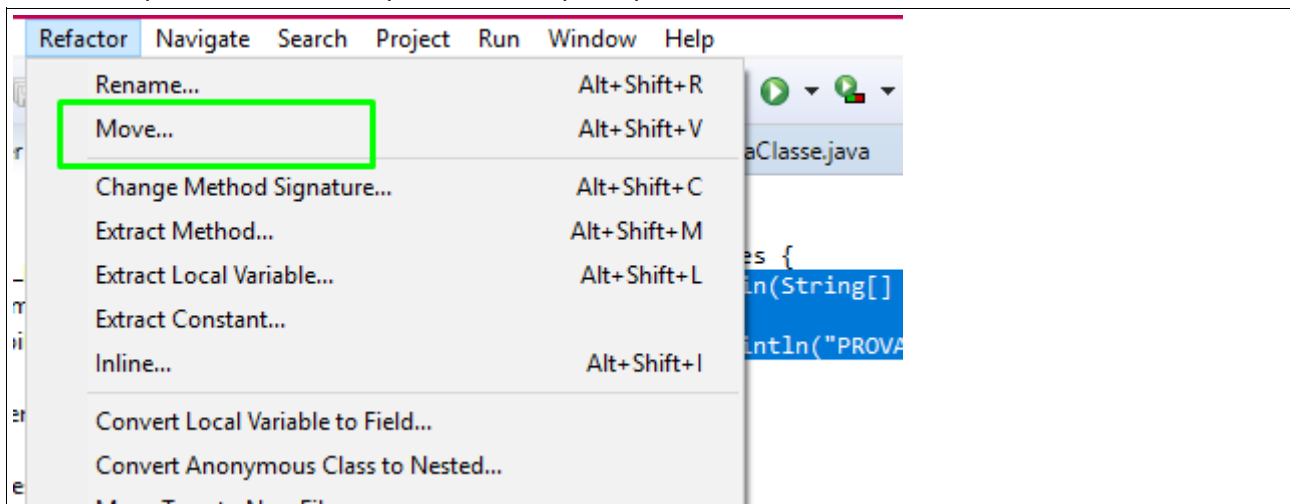 Refactor Navigate Search Project Run Window Help
Rename... Alt+Shift+R
Move... Alt+Shift+V
aClasse.java
Change Method Signature... Alt+Shift+C
Extract Method... Alt+Shift+M
es {
Extract Local Variable... Alt+Shift+L
in(String[]
Extract Constant...
intln("PROVA
Inline... Alt+Shift+I
Convert Local Variable to Field...
Convert Anonymous Class to Nested...